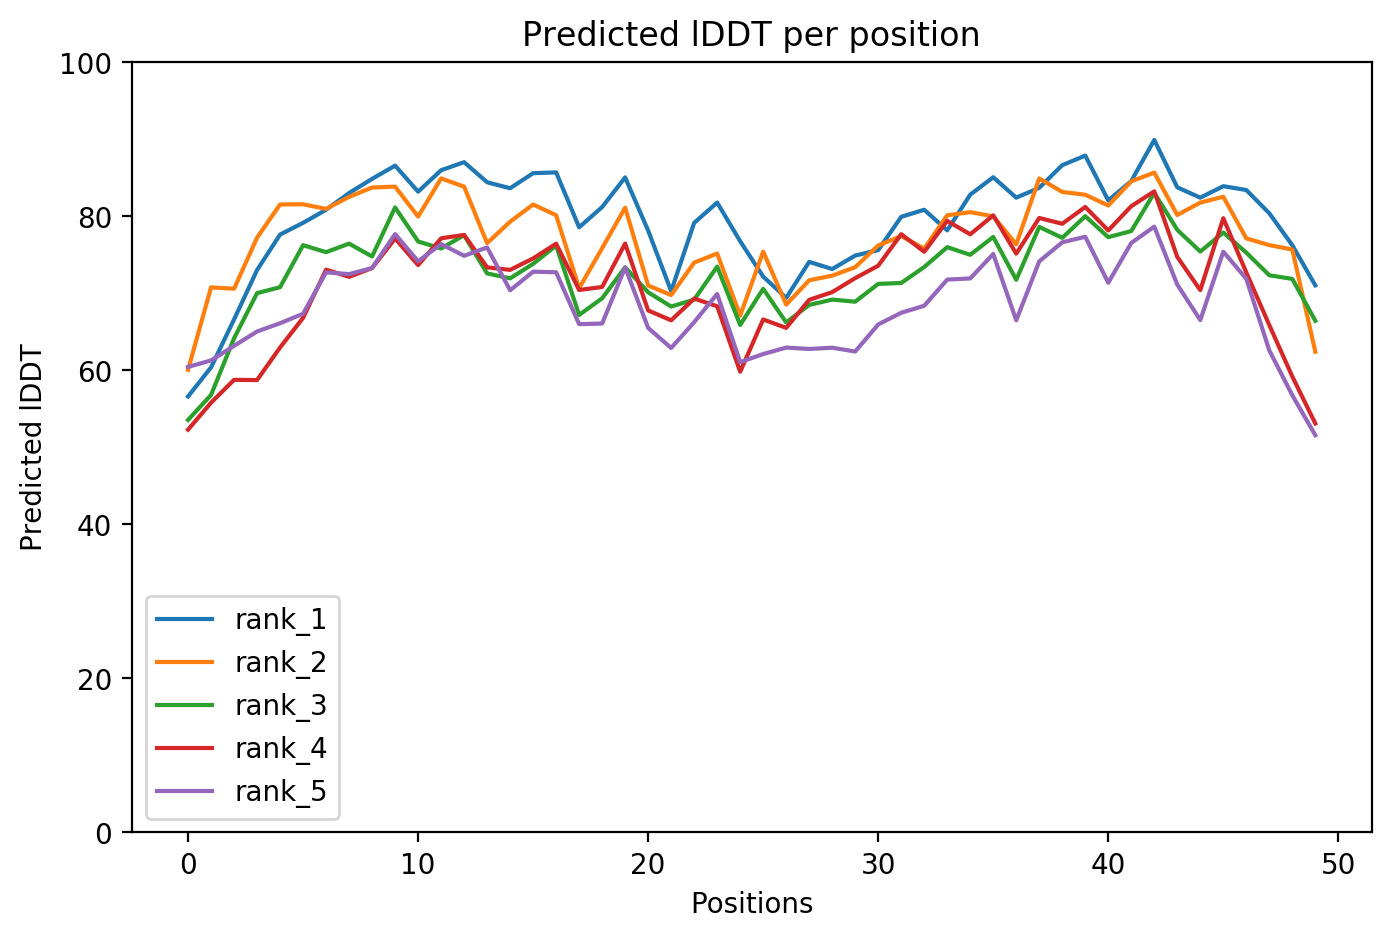 Predicted lDDT per position
100
80
60
40
20
0
Predicted lDDT
rank_1
rank_2
rank_3
rank_4
rank_5
0 10 20 30 40 50
Positions